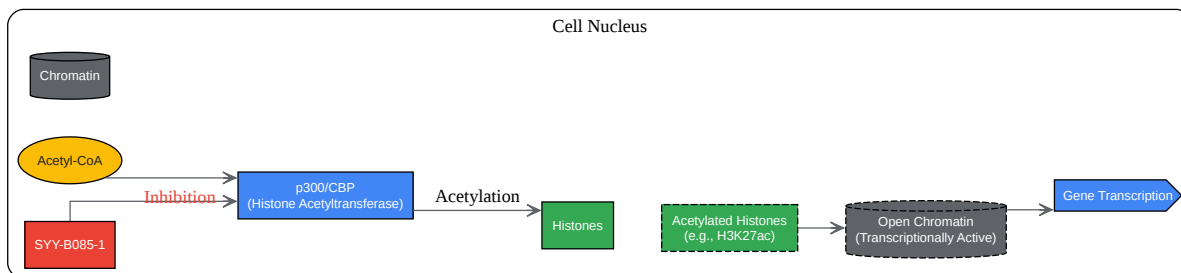 Cell Nucleus
Chromatin
Acetyl-CoA
Inhibition
SYY-B085-1
p300/CBP
(Histone Acetyltransferase)
Acetylation
Histones
Acetylated Histones
(e.g., H3K27ac)
Open Chromatin
(Transcriptionally Active)
Gene Transcription